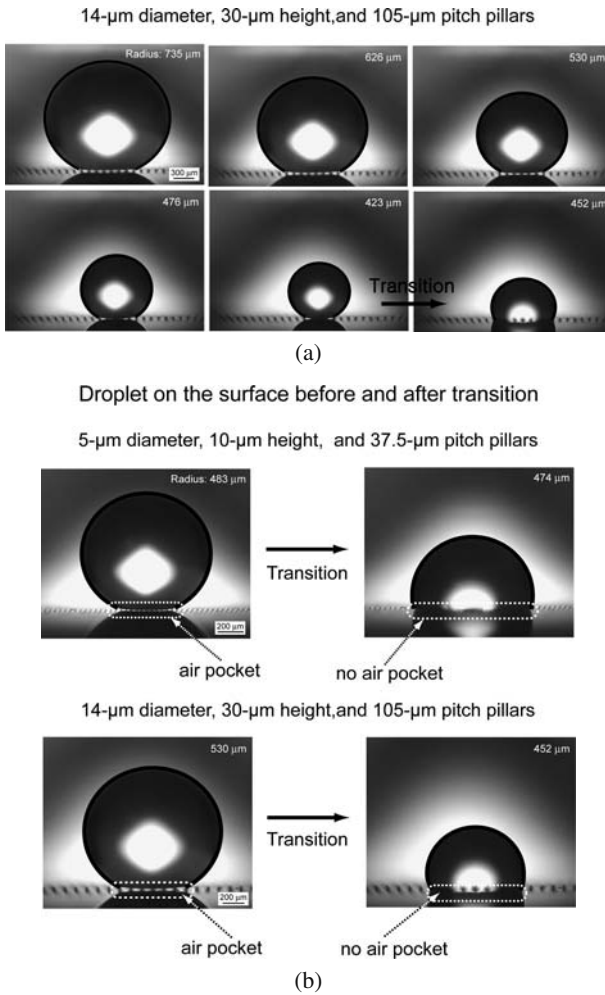 14-μm diameter, 30-μm height,and 105-μm pitch pillars
Radius: 735 μm
626 μm
530 μm
300 μm
476 μm
423 μm
452 μm
Transition
(a)
Droplet on the surface before and after transition
5-μm diameter, 10-μm height, and 37.5-μm pitch pillars
Radius: 483 μm
474 μm
Transition
200 μm
air pocket
no air pocket
14-μm diameter, 30-μm height,and 105-μm pitch pillars
530 μm
452 μm
Transition
200 μm
air pocket
no air pocket
(b)